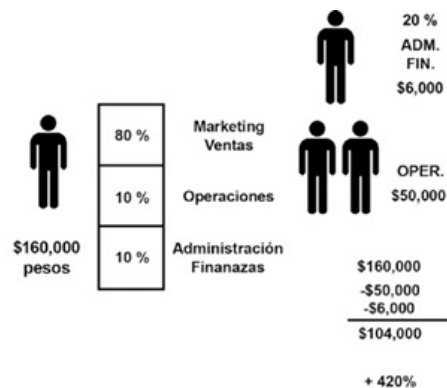 $160,000
pesos
80 %
10 %
10 %
Marketing
Ventas
Operaciones
Administración
Finanazas
20 %
ADM.
FIN.
$6,000
OPER.
$50,000
$160,000
-$50,000
-$6,000
$104,000
+ 420%